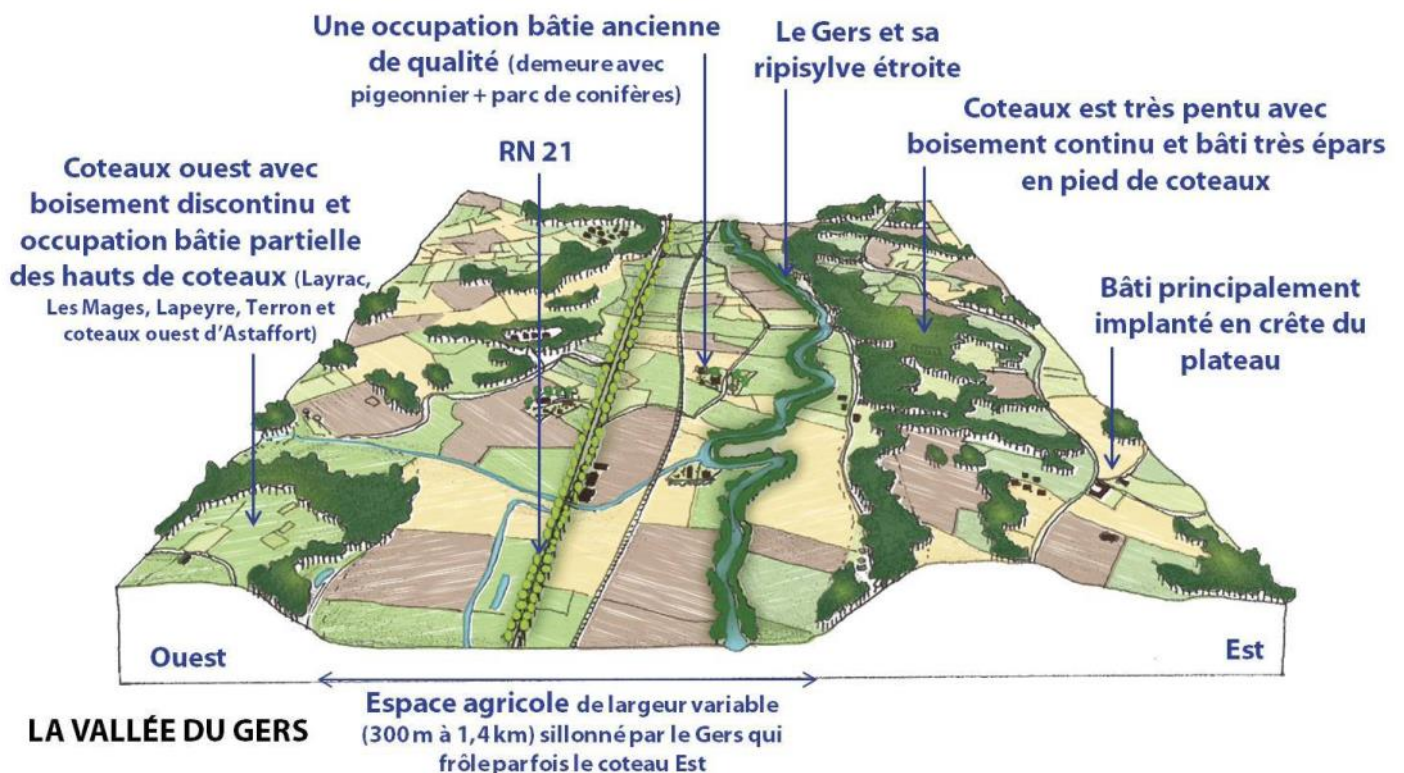 Une occupation bâtie ancienne
de qualité (demeure avec
pigeonnier + parc de conifères)
Le Gers et sa
ripisylve étroite
Coteaux est très pentu avec
boisement continu et bâti très épars
en pied de coteaux
RN 21
Coteaux ouest avec
boisement discontinu et
occupation bâtie partielle
des hauts de coteaux (Layrac,
Les Mages, Lapeyre, Terron et
coteaux ouest d'Astaffort)
Bâti principalement
implanté en crête du
plateau
Ouest
Est
LA VALLÉE DU GERS
Espace agricole de largeur variable
(300 m à 1,4 km) sillonné par le Gers qui
frôle parfois le coteau Est